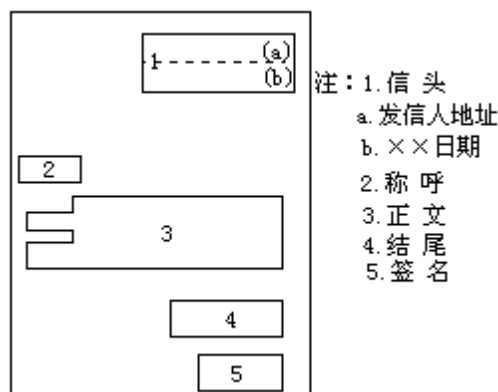 1 (a)
(b)
注：1.信 头
a.发信人地址
b.××日期
2
2.称 呼
3.正 文
3
4.结 尾
5.签 名
4
5